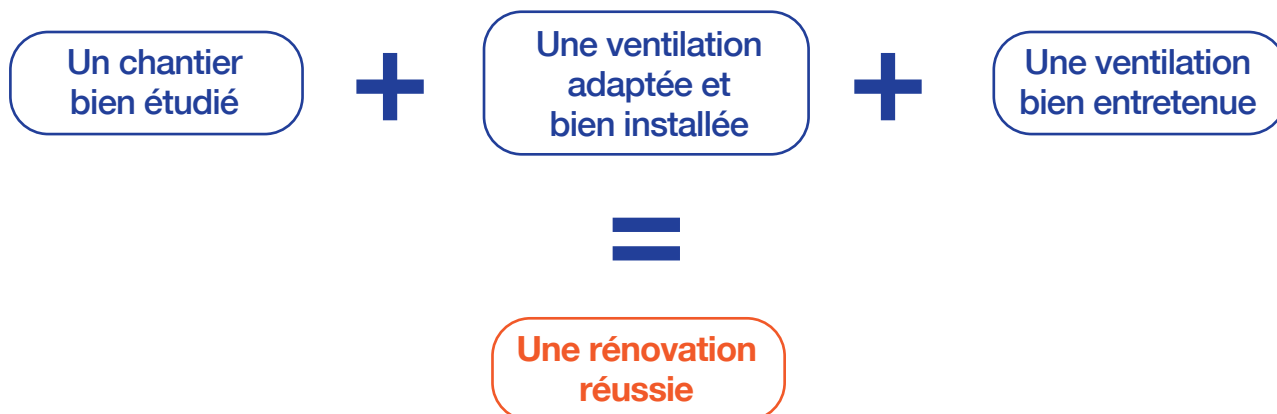 Un chantier
bien étudié
+
Une ventilation
adaptée et
bien installée
+
Une ventilation
bien entretenue
=
Une rénovation
réussie